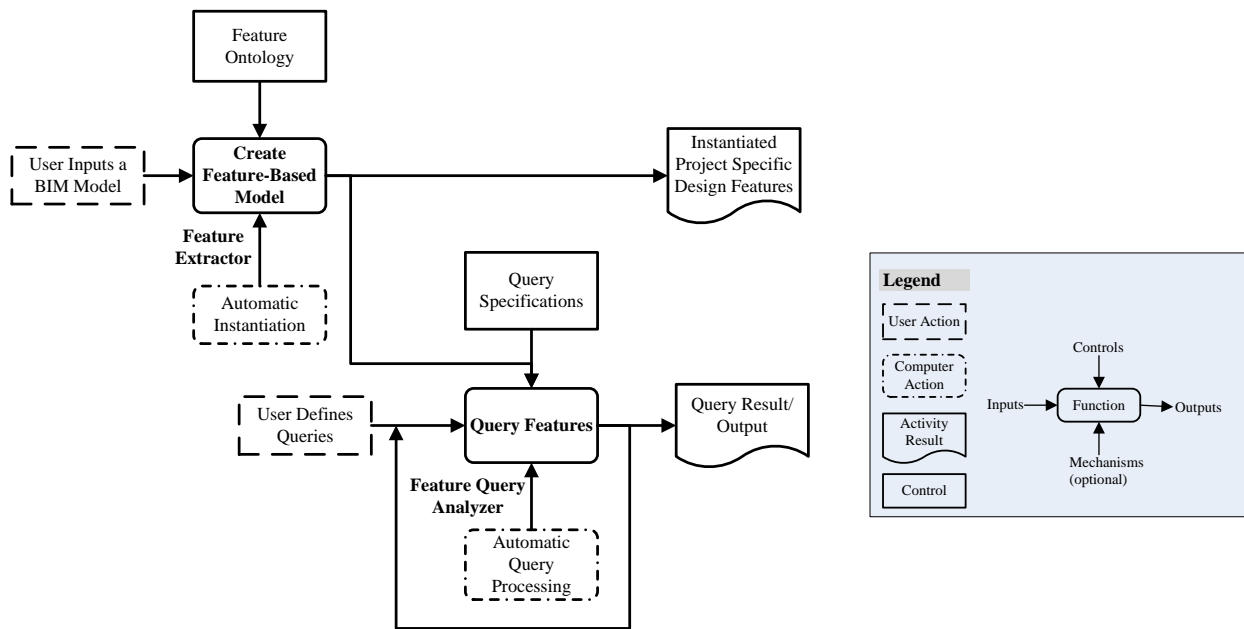 Feature
Ontology
User Inputs a
BIM Model
Create
Feature-Based
Model
Instantiated
Project Specific
Design Features
Feature
Extractor
Automatic
Instantiation
Query
Specifications
User Defines
Queries
Query Features
Query Result/
Output
Feature Query
Analyzer
Automatic
Query
Processing
Legend
User Action
Computer
Action
Activity
Result
Control
Controls
Inputs
Function
Outputs
Mechanisms
(optional)